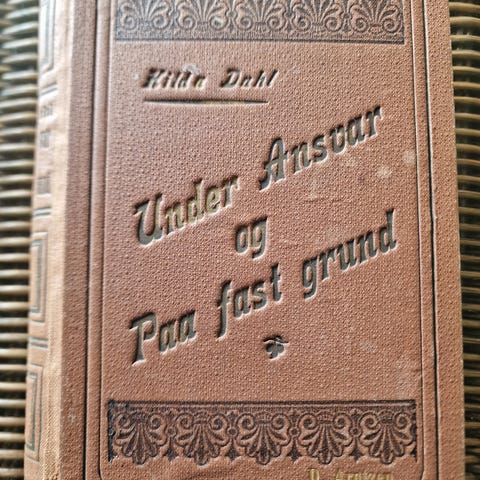 Hilda Dahl
Under Ansvar
og
Paa fast grund